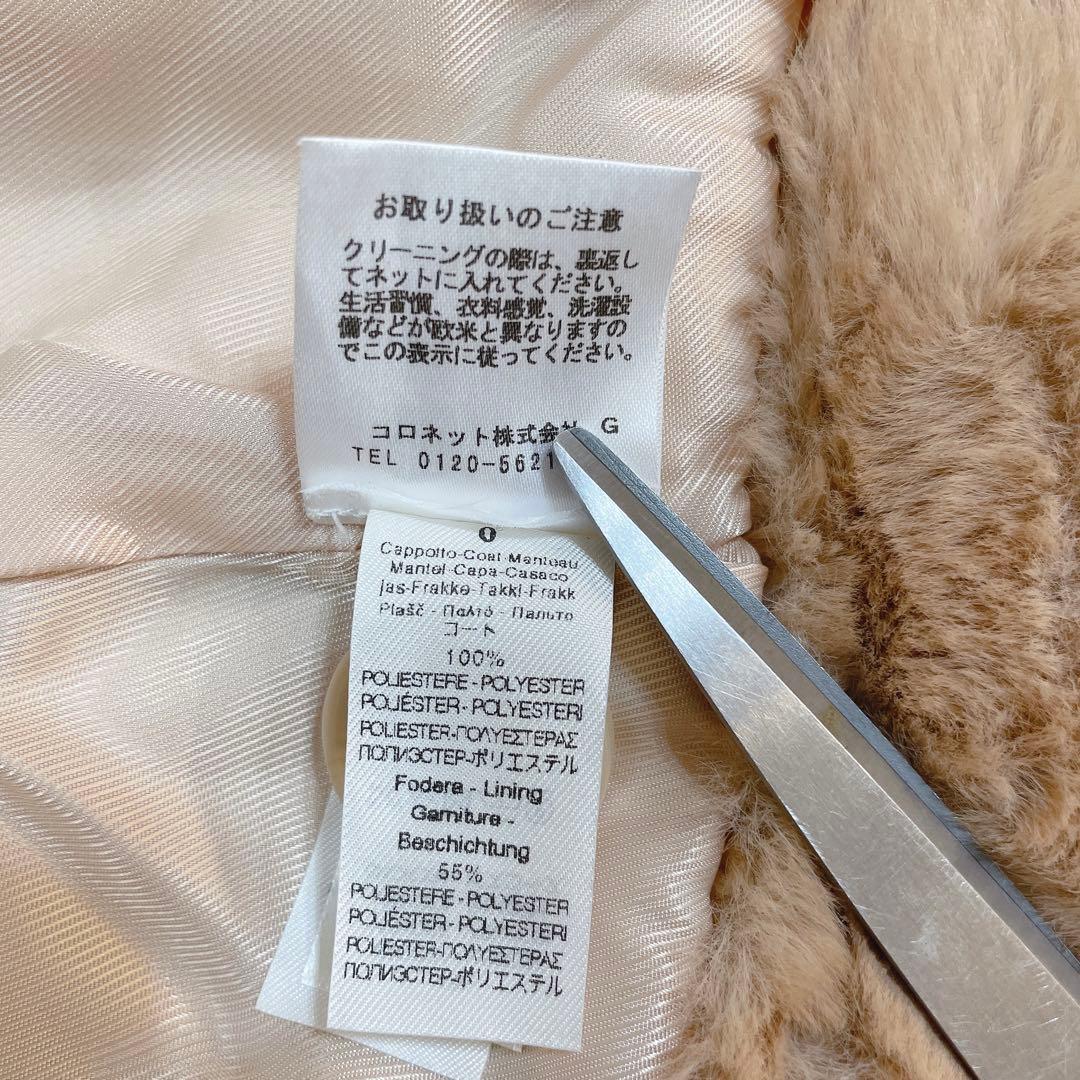 お取り扱いのご注意
クリーニングの際は、裏返し
てネットに入れてください。
生活習慣、衣料感覚、洗濯設
備などが欧米と異なりますの
でこの表示に従ってください。
コロネット株式会社 G
TEL 0120-5621
0
Cappotto-Coat-Manteau
Mantel-Capa-Casaco
jas-Frakke-Takki-Frakk
Plašč - Παλτό - Пальто
コート
100%
POLIESTERE - POLYESTER
POLIÉSTER - POLYESTERI
POLIESTER-ΠΟΛΥΕΣΤΕΡΑΣ
ПОЛИЭСТЕР-ポリエステル
Fodera - Lining
Garniture -
Beschichtung
55%
POLIESTERE - POLYESTER
POLIÉSTER - POLYESTERI
POLIESTER-ΠΟΛΥΕΣΤΕΡΑΣ
ПОЛИЭСТЕР-ポリエステル